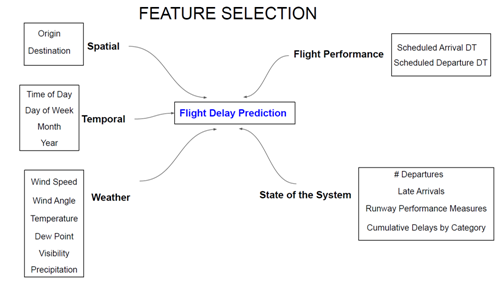 FEATURE SELECTION
Origin
Destination
Spatial
Flight Performance
Scheduled Arrival DT
Scheduled Departure DT
Time of Day
Day of Week
Month
Year
Temporal
Flight Delay Prediction
Wind Speed
Wind Angle
Temperature
Dew Point
Visibility
Precipitation
Weather
State of the System
# Departures
Late Arrivals
Runway Performance Measures
Cumulative Delays by Category